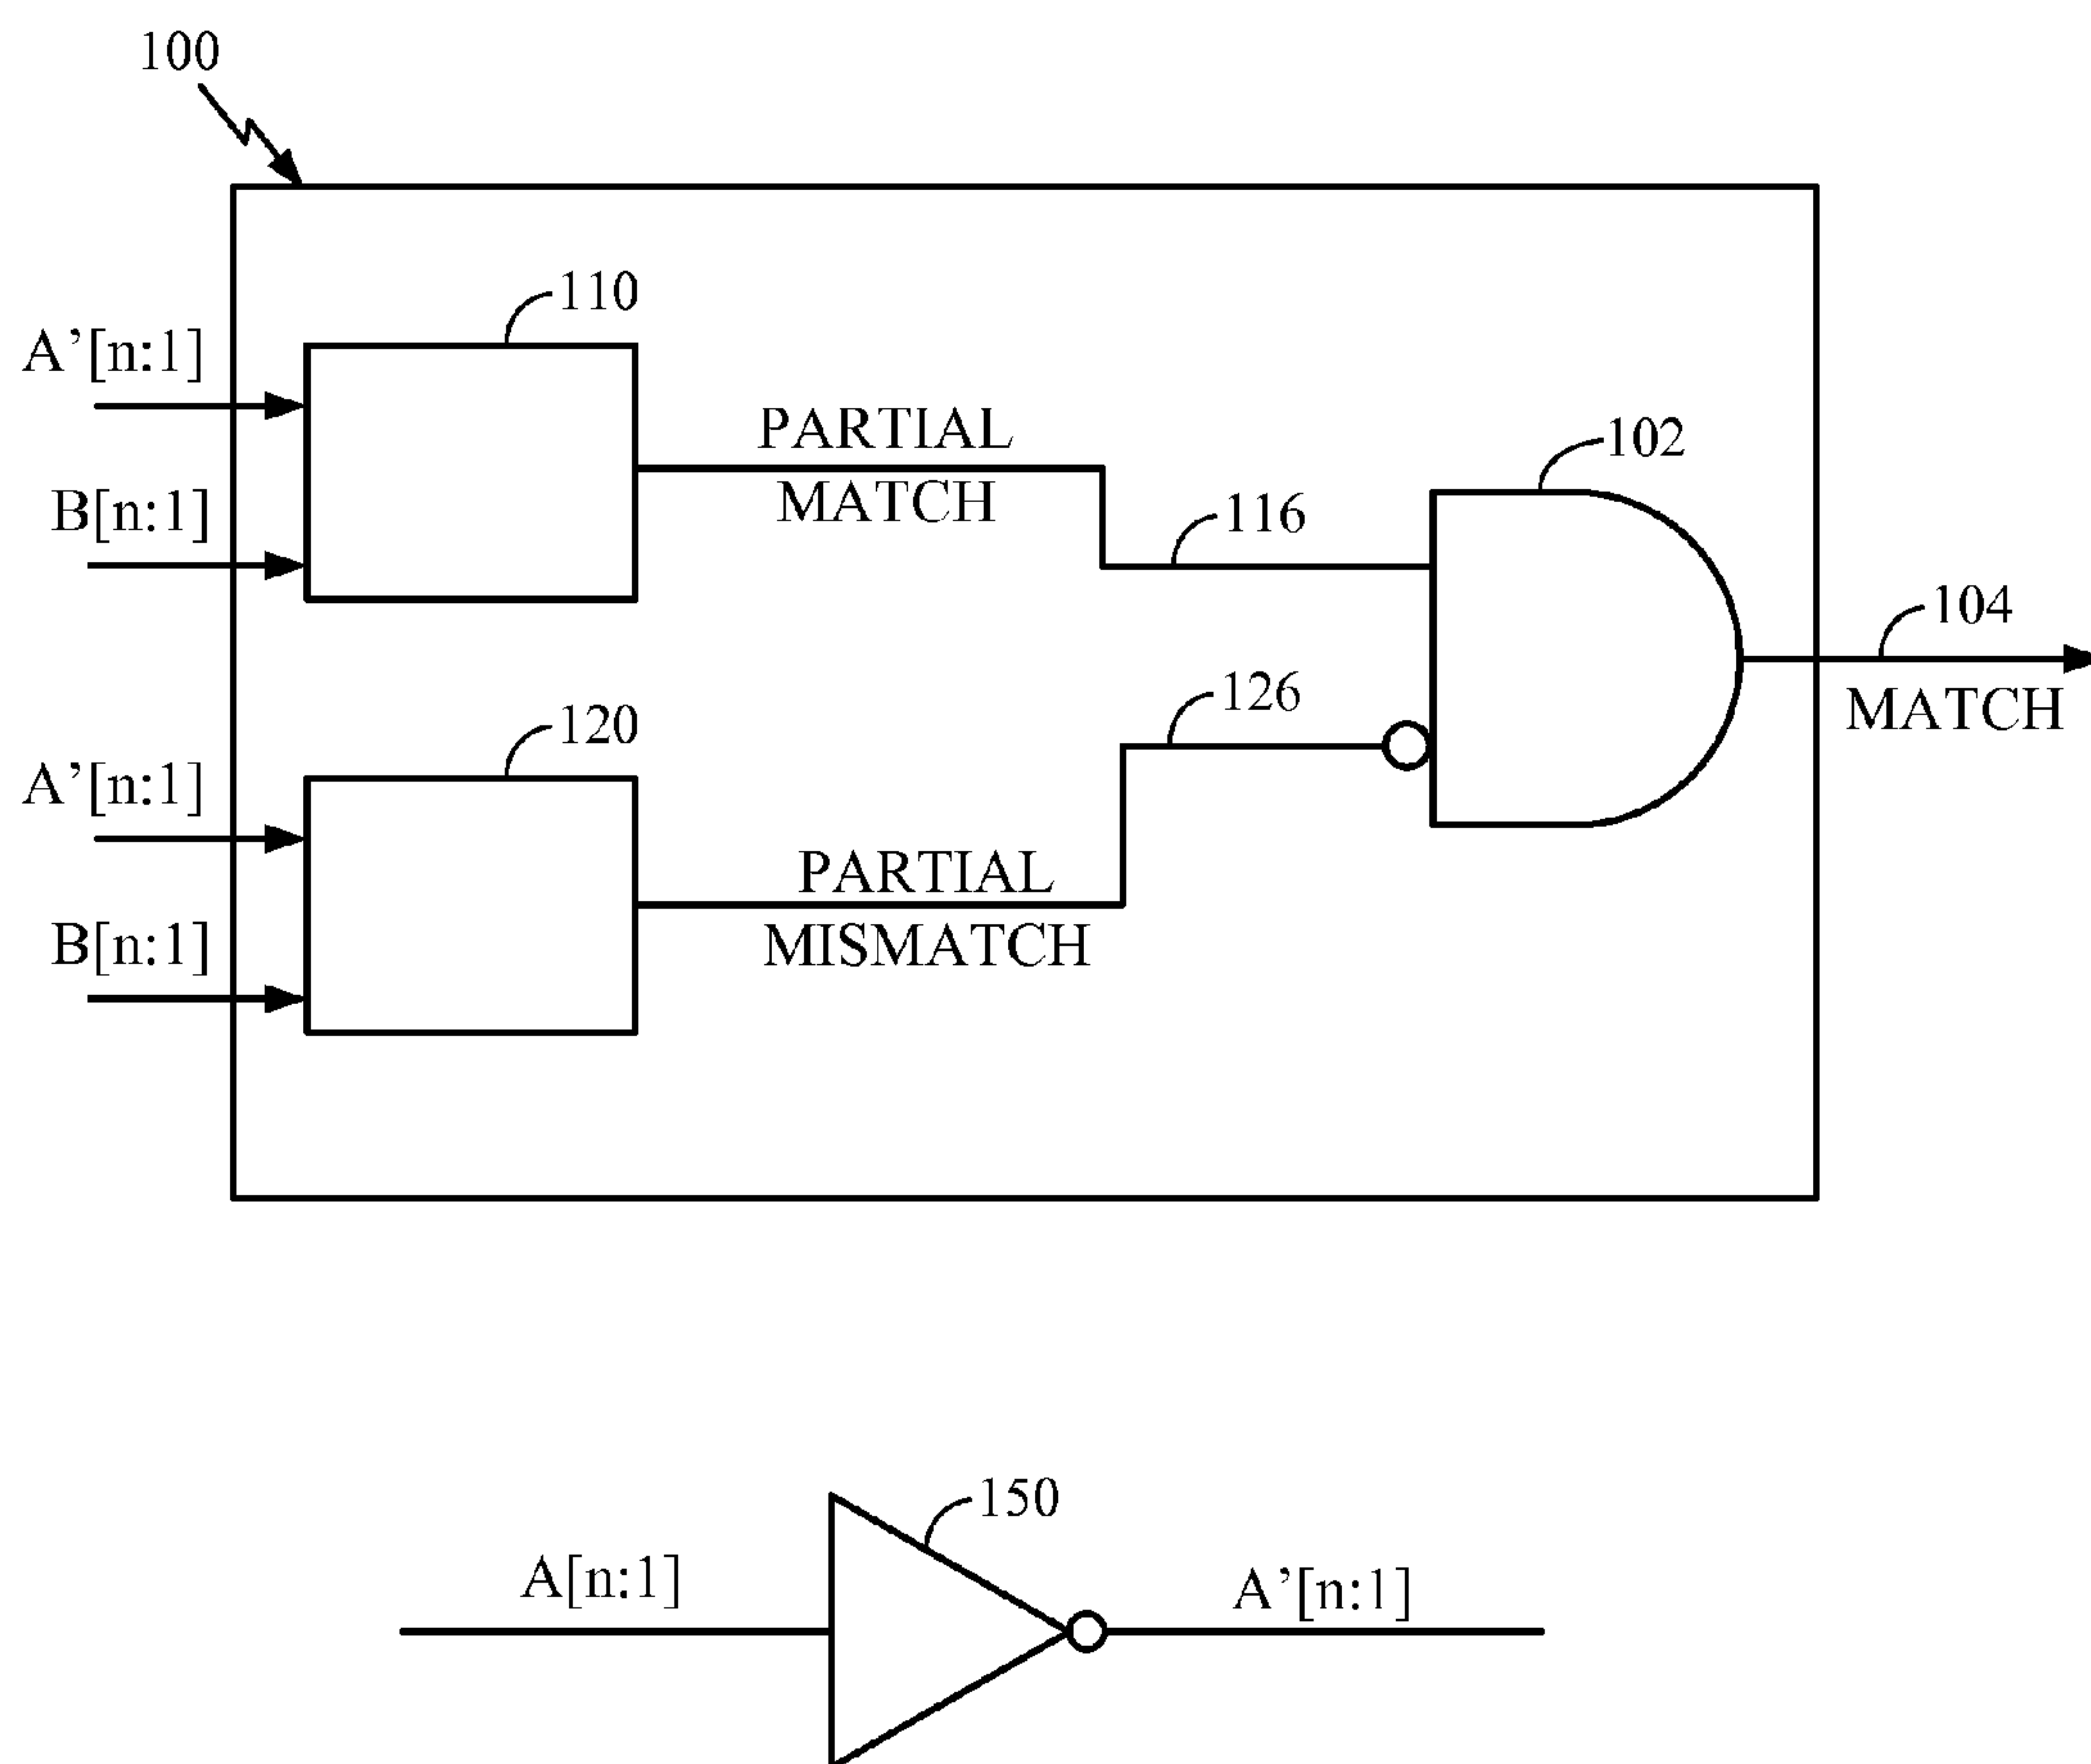 100
110
A’[n:1]
PARTIAL
MATCH
102
B[n:1]
116
104
MATCH
126
120
A’[n:1]
PARTIAL
MISMATCH
B[n:1]
150
A[n:1]
A’[n:1]